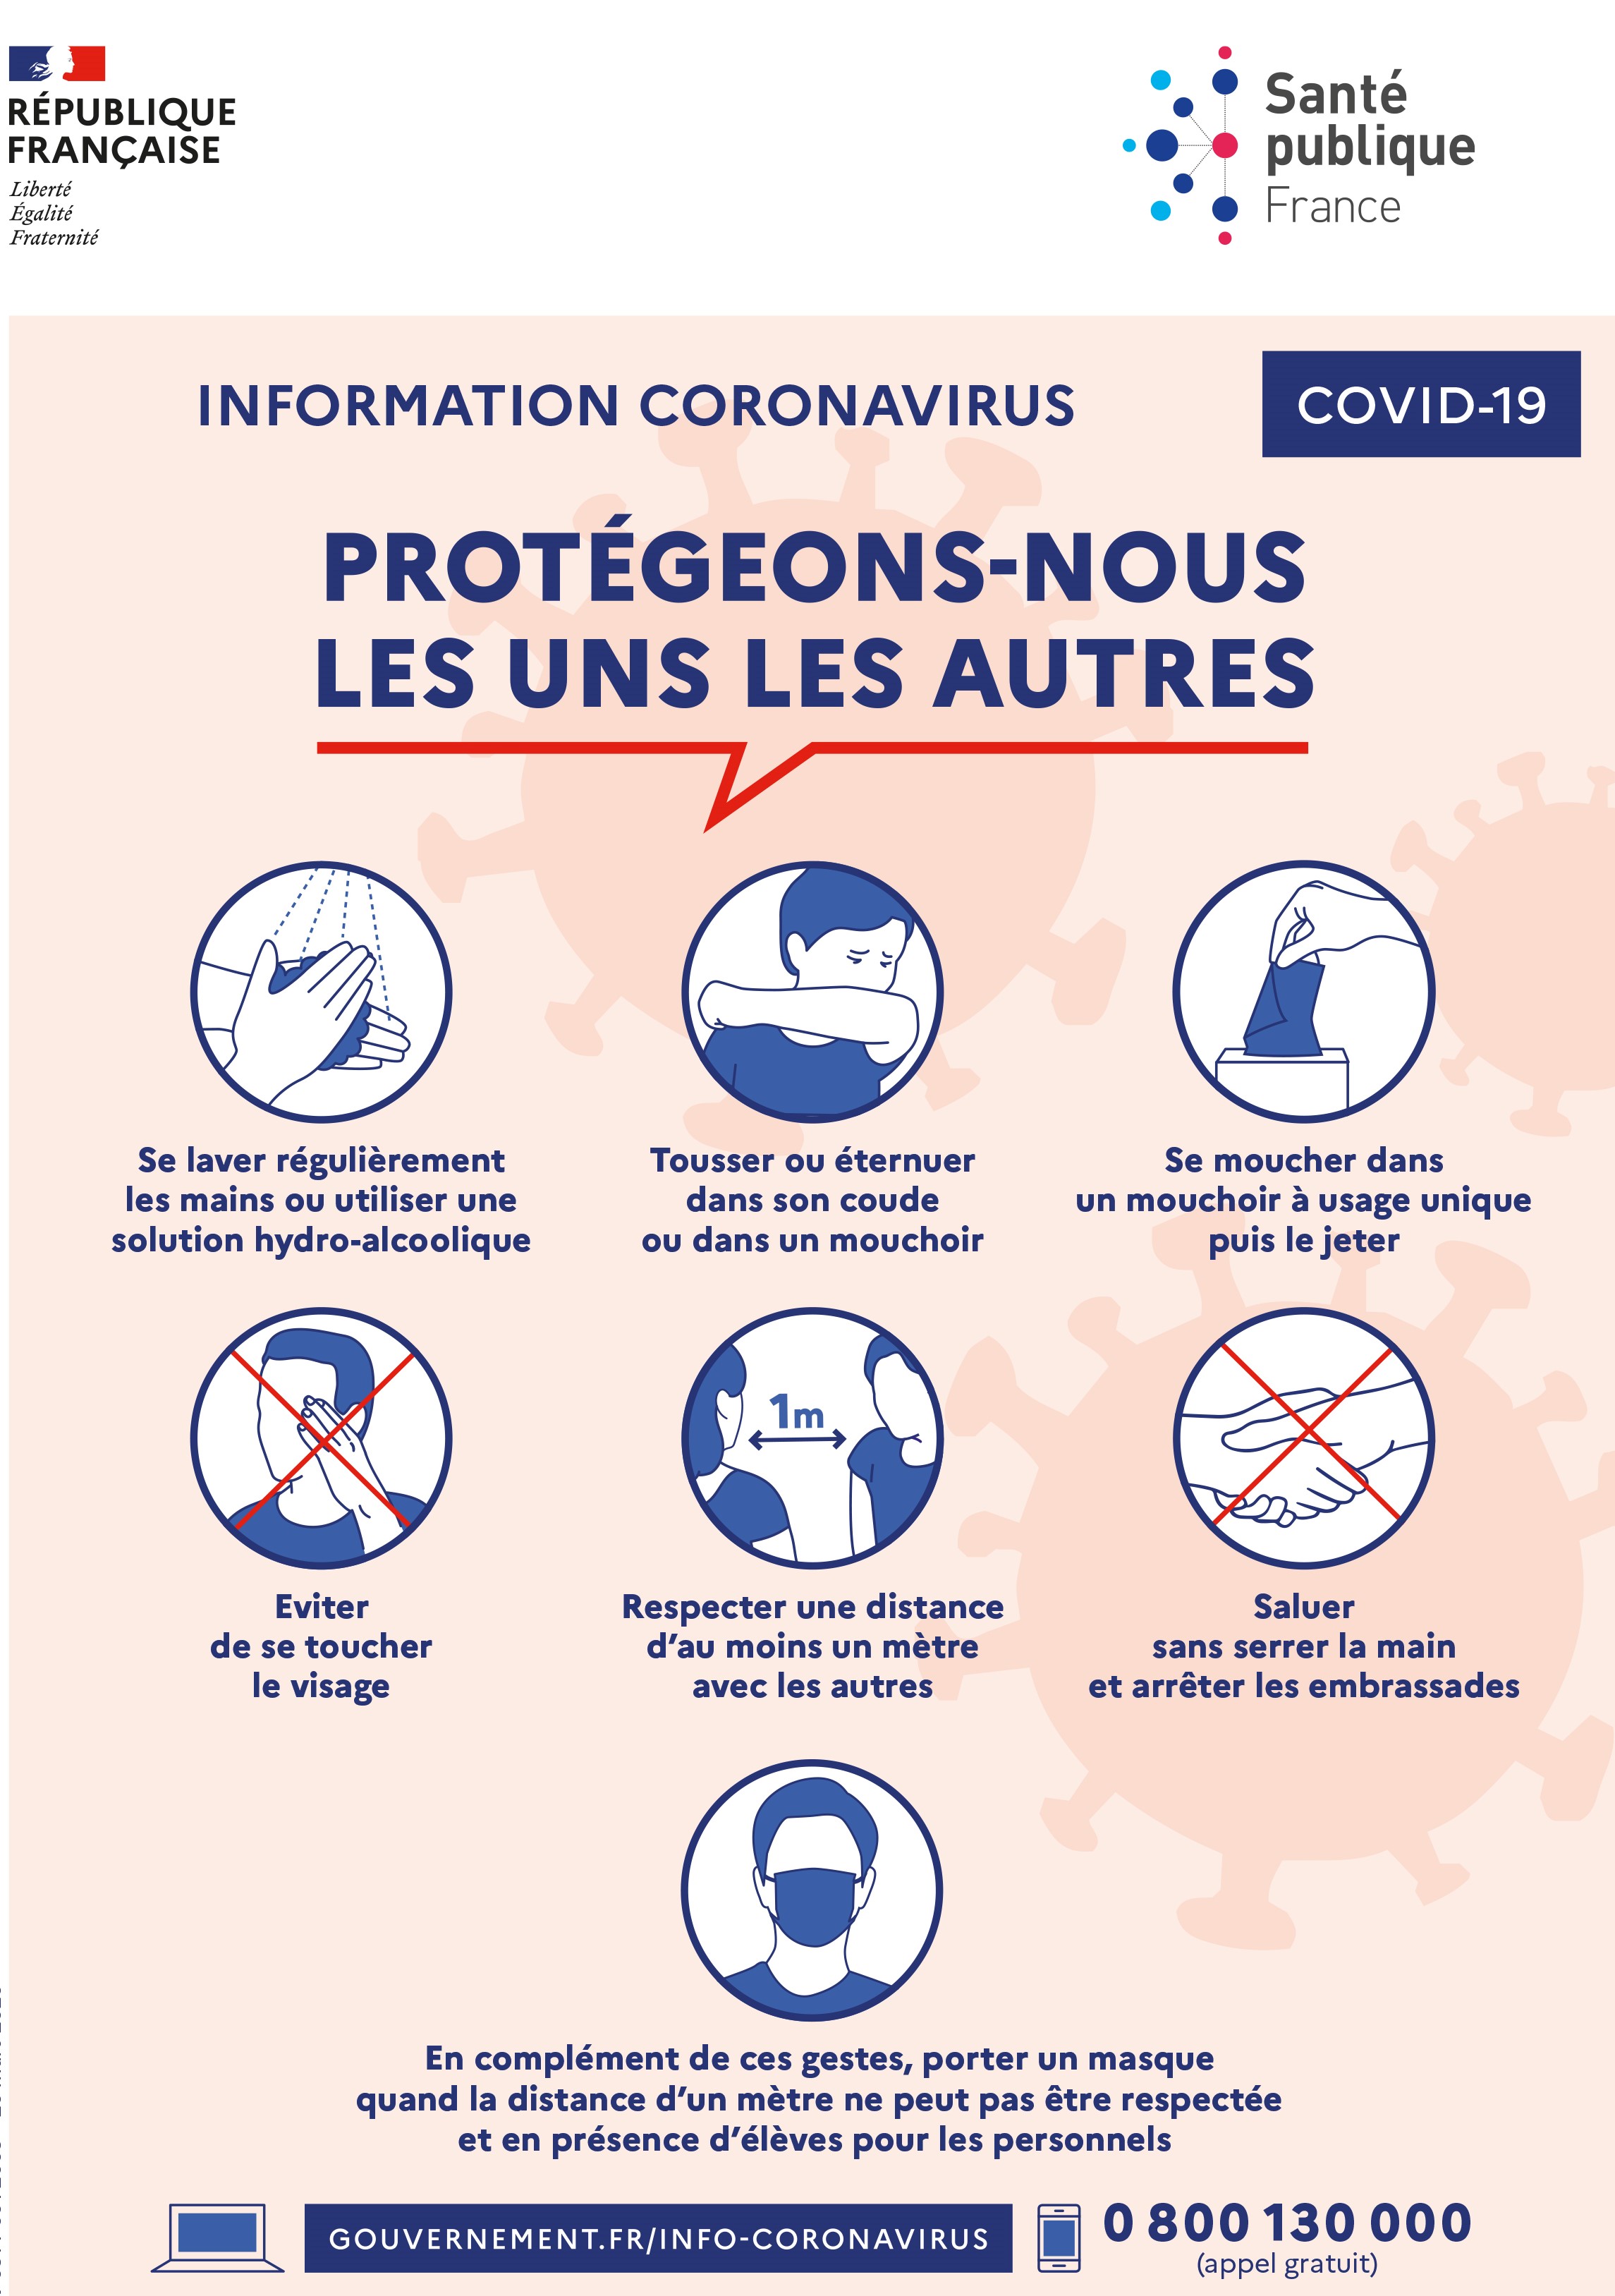 RÉPUBLIQUE
FRANÇAISE
Liberté
Égalité
Fraternité
Santé
publique
France
INFORMATION CORONAVIRUS
COVID-19
PROTÉGEONS-NOUS
LES UNS LES AUTRES
Se laver régulièrement
les mains ou utiliser une
solution hydro-alcoolique
Tousser ou éternuer
dans son coude
ou dans un mouchoir
Se moucher dans
un mouchoir à usage unique
puis le jeter
1m
Eviter
de se toucher
le visage
Respecter une distance
d’au moins un mètre
avec les autres
Saluer
sans serrer la main
et arrêter les embrassades
En complément de ces gestes, porter un masque
quand la distance d’un mètre ne peut pas être respectée
et en présence d’élèves pour les personnels
GOUVERNEMENT.FR/INFO-CORONAVIRUS
0 800 130 000
(appel gratuit)